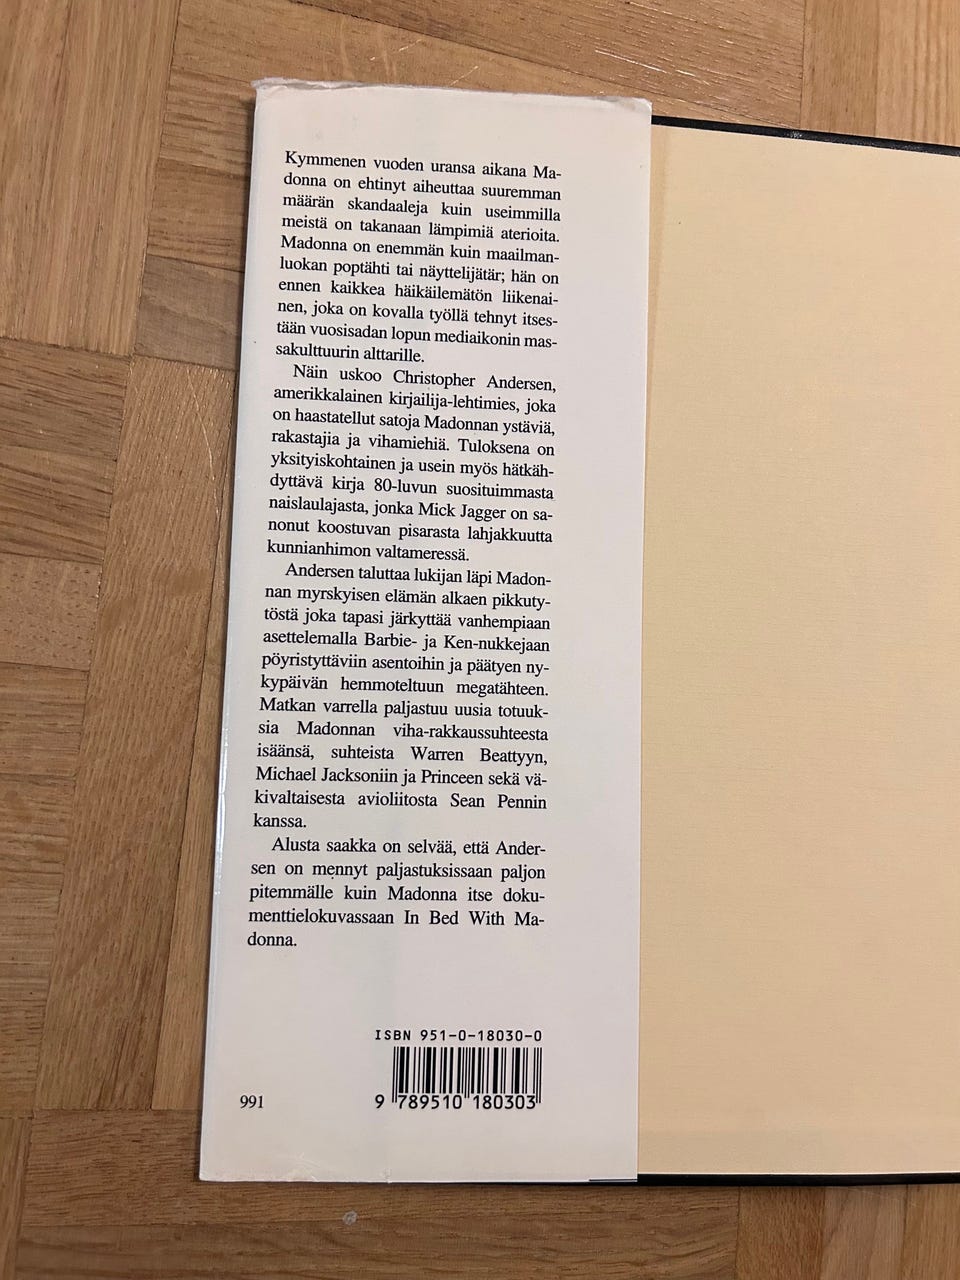 Kymmenen vuoden uransa aikana Ma-
donna on ehtinyt aiheuttaa suuremman
määrän skandaaleja kuin useimmilla
meistä on takanaan lämpimiä aterioita.
Madonna on enemmän kuin maailman-
luokan poptähti tai näyttelijätär; hän on
ennen kaikkea häikäilemätön liikenai-
nen, joka on kovalla työllä tehnyt itses-
tään vuosisadan lopun mediaikonin mas-
sakulttuurin alttarille.
Näin uskoo Christopher Andersen,
amerikkalainen kirjailija-lehtimies, joka
on haastatellut satoja Madonnan ystäviä,
rakastajia ja vihamiehiä. Tuloksena on
yksityiskohtainen ja usein myös hätkäh-
dyttävä kirja 80-luvun suosituimmasta
naislaulajasta, jonka Mick Jagger on sa-
nonut koostuvan pisarasta lahjakkuutta
kunnianhimon valtameressä.
Andersen taluttaa lukijan läpi Madon-
nan myrskyisen elämän alkaen pikkuty-
töstä joka tapasi järkyttää vanhempiaan
asettelemalla Barbie- ja Ken-nukkejaan
pöyristyttäviin asentoihin ja päätyen ny-
kypäivän hemmoteltuun megatähteen.
Matkan varrella paljastuu uusia totuuk-
sia Madonnan viha-rakkaussuhteesta
isäänsä, suhteista Warren Beattyyn,
Michael Jacksoniin ja Princeen sekä vä-
kivaltaisesta avioliitosta Sean Pennin
kanssa.
Alusta saakka on selvää, että Ander-
sen on mennyt paljastuksissaan paljon
pitemmälle kuin Madonna itse doku-
menttielokuvassaan In Bed With Ma-
donna.
ISBN 951-0-18030-0
991
9 789510 180303